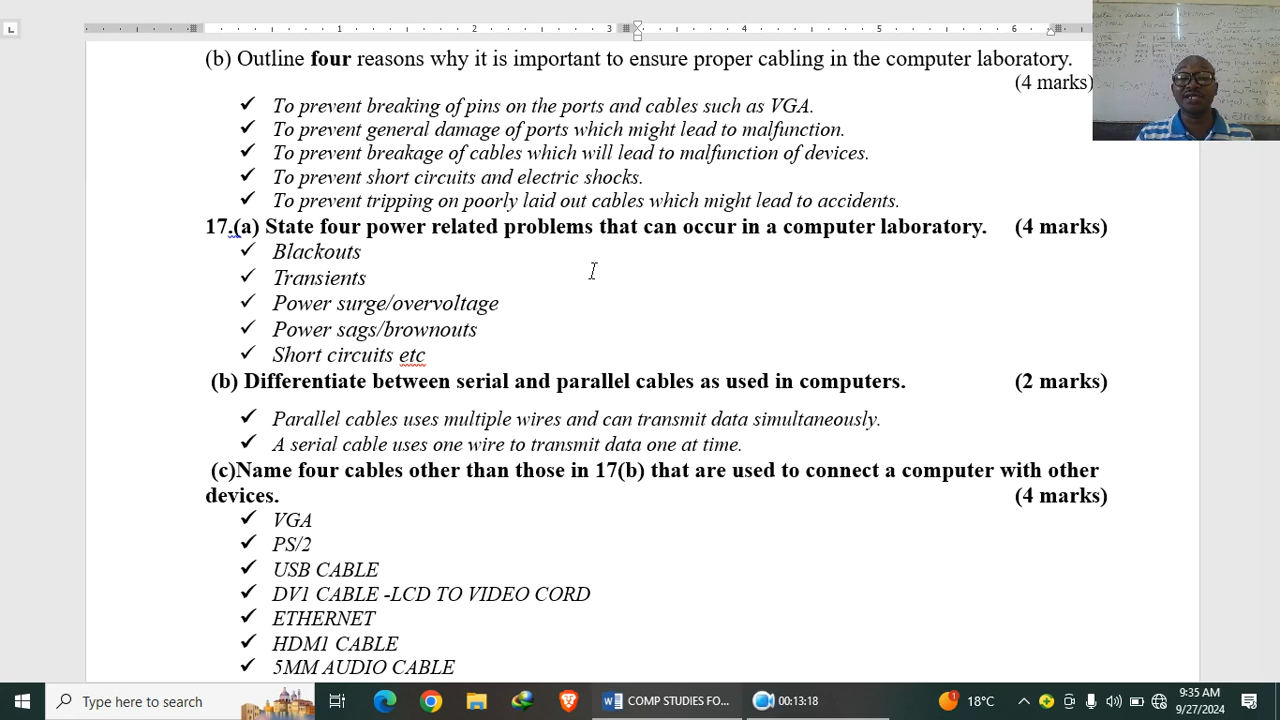 1 2 3 4 5 6
(b) Outline four reasons why it is important to ensure proper cabling in the computer laboratory.
(4 marks)
✓ To prevent breaking of pins on the ports and cables such as VGA.
✓ To prevent general damage of ports which might lead to malfunction.
✓ To prevent breakage of cables which will lead to malfunction of devices.
✓ To prevent short circuits and electric shocks.
✓ To prevent tripping on poorly laid out cables which might lead to accidents.
17.(a) State four power related problems that can occur in a computer laboratory. (4 marks)
✓ Blackouts
✓ Transients
✓ Power surge/overvoltage
✓ Power sags/brownouts
✓ Short circuits etc
(b) Differentiate between serial and parallel cables as used in computers. (2 marks)
✓ Parallel cables uses multiple wires and can transmit data simultaneously.
✓ A serial cable uses one wire to transmit data one at time.
(c)Name four cables other than those in 17(b) that are used to connect a computer with other
devices. (4 marks)
✓ VGA
✓ PS/2
✓ USB CABLE
✓ DV1 CABLE -LCD TO VIDEO CORD
✓ ETHERNET
✓ HDM1 CABLE
✓ 5MM AUDIO CABLE
Type here to search
COMP STUDIES FO...
00:13:18
1
18°C
9:35 AM
9/27/2024